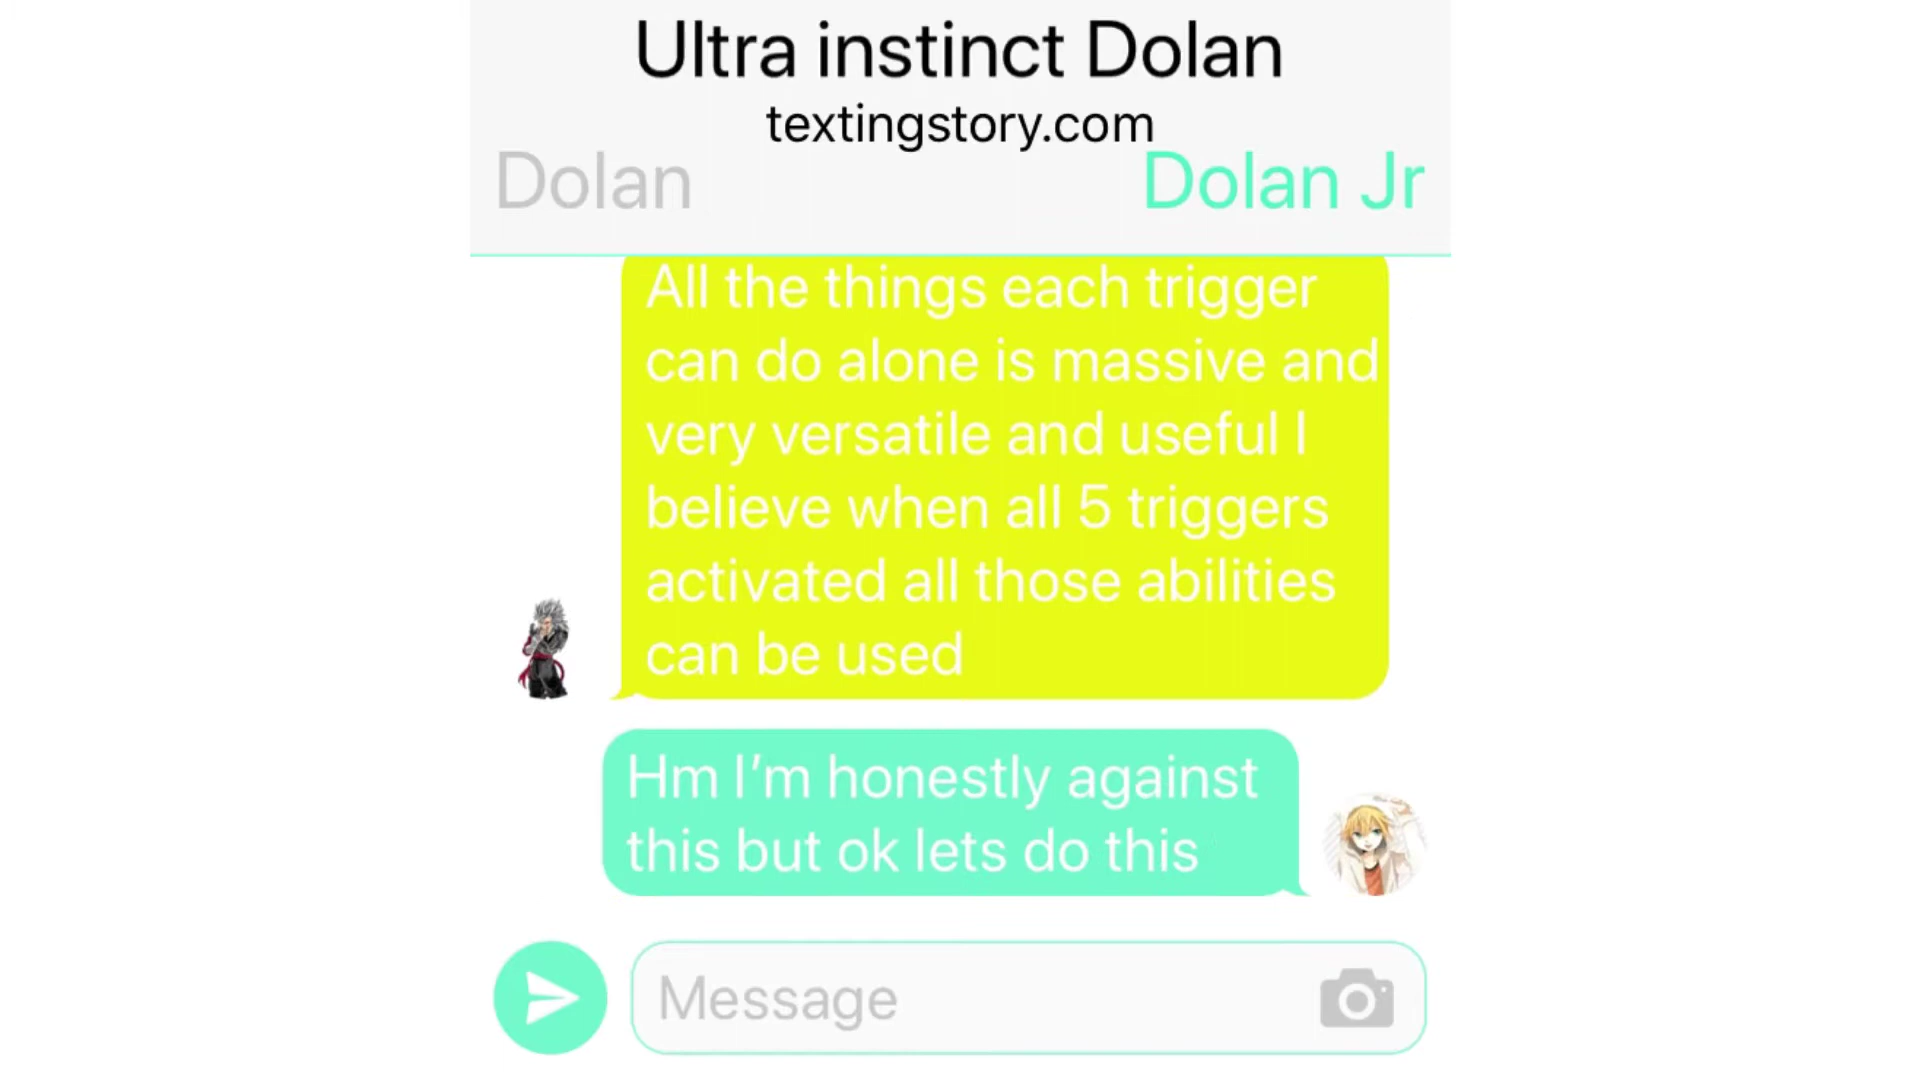 Ultra instinct Dolan
textingstory.com
Dolan
Dolan Jr
All the things each trigger
can do alone is massive and
very versatile and useful I
believe when all 5 triggers
activated all those abilities
can be used
Hm I’m honestly against
this but ok lets do this
Message